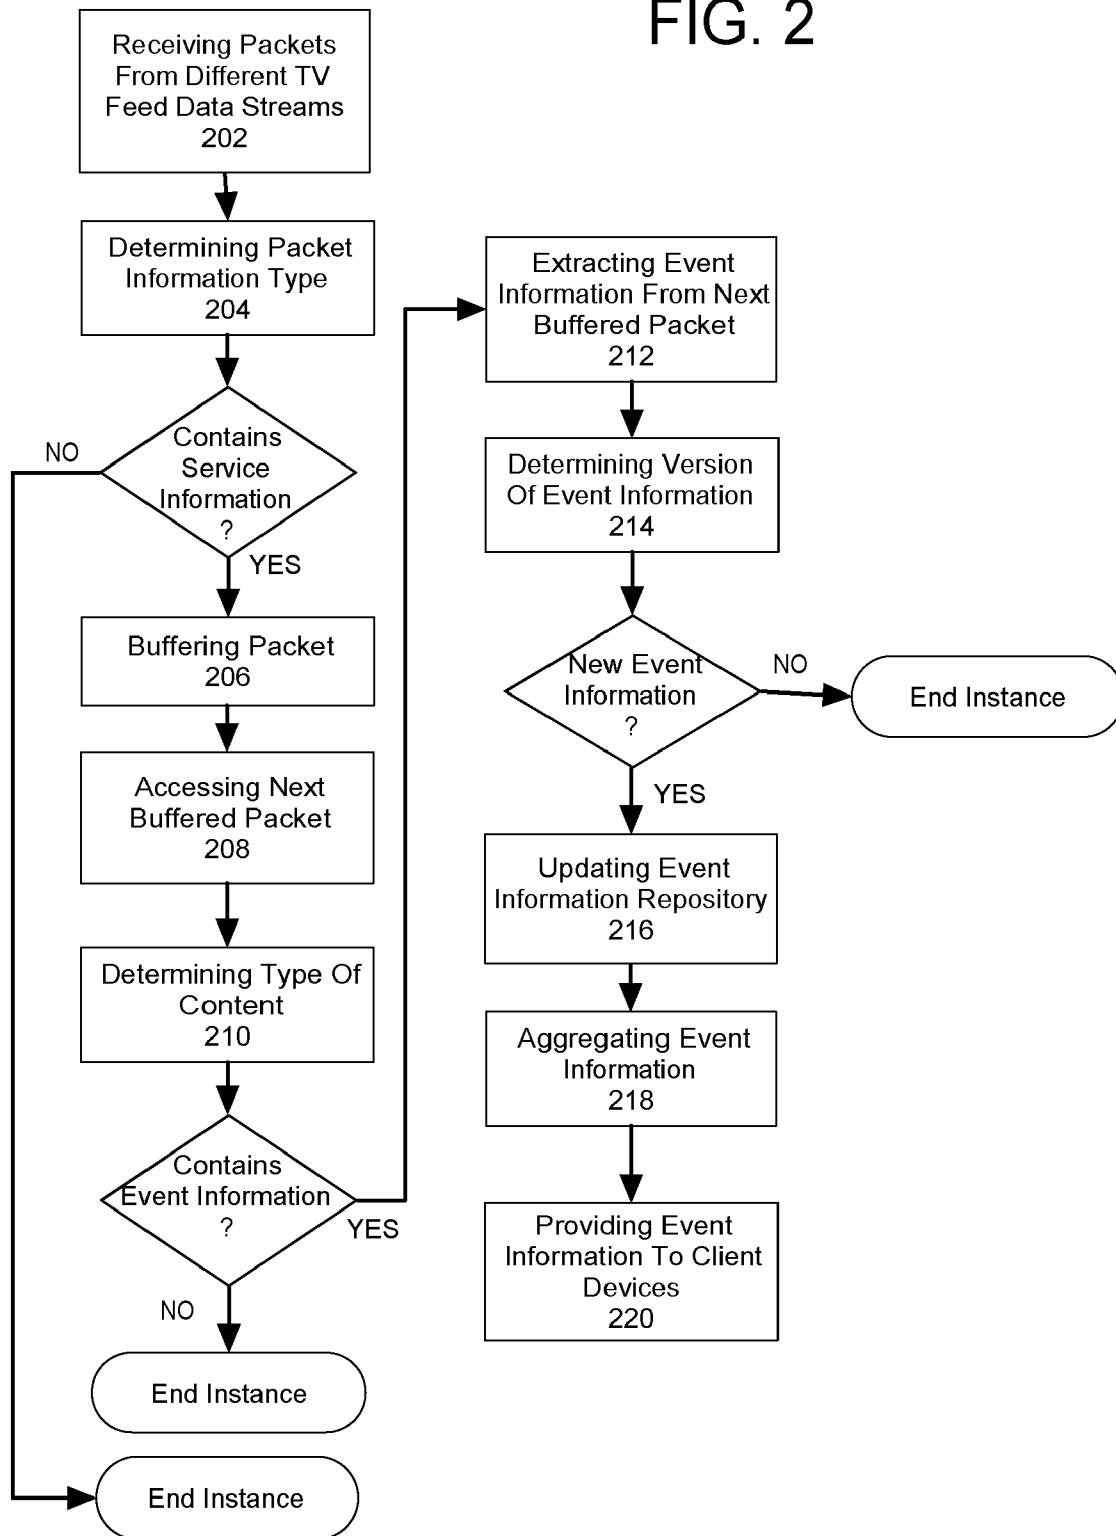 FIG. 2
Receiving Packets
From Different TV
Feed Data Streams
202
Determining Packet
Information Type
204
Contains
Service
Information
?
NO
YES
Buffering Packet
206
Accessing Next
Buffered Packet
208
Determining Type Of
Content
210
Contains
Event Information
?
YES
NO
End Instance
End Instance
Extracting Event
Information From Next
Buffered Packet
212
Determining Version
Of Event Information
214
New Event
Information
?
NO
End Instance
YES
Updating Event
Information Repository
216
Aggregating Event
Information
218
Providing Event
Information To Client
Devices
220